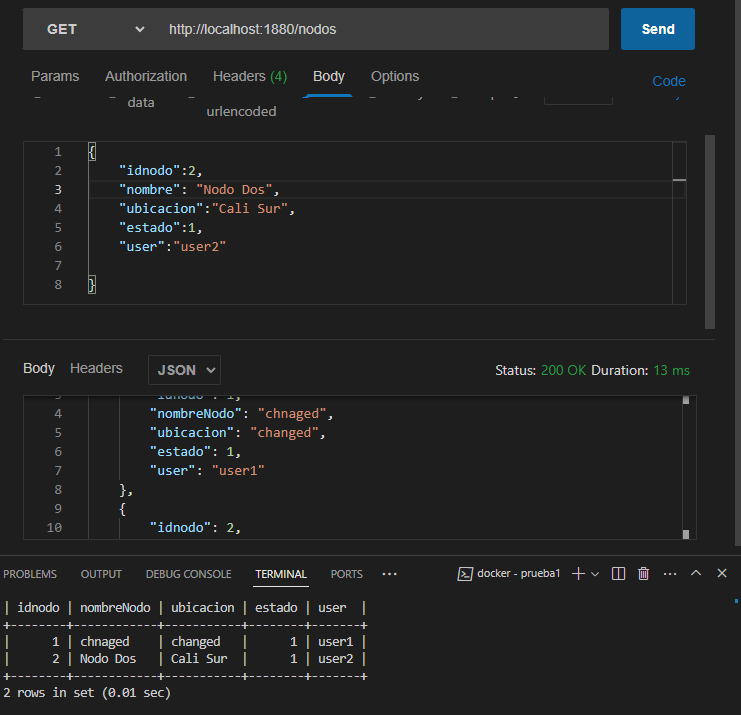 GET http://localhost:1880/nodos Send
Params Authorization Headers (4) Body Options Code
data
urlencoded
1 {
2 "idnodo":2,
3 "nombre": "Nodo Dos",
4 "ubicacion":"Cali Sur",
5 "estado":1,
6 "user":"user2"
7
8 }
Body Headers JSON Status: 200 OK Duration: 13 ms
"idnodo": 1,
4 "nombreNodo": "chnaged",
5 "ubicacion": "changed",
6 "estado": 1,
7 "user": "user1"
8 },
9 {
10 "idnodo": 2,
PROBLEMS OUTPUT DEBUG CONSOLE TERMINAL PORTS ··· docker - prueba1
| idnodo | nombreNodo | ubicacion | estado | user |
+--------+------------+-----------+--------+-------+
| 1 | chnaged | changed | 1 | user1 |
| 2 | Nodo Dos | Cali Sur | 1 | user2 |
+--------+------------+-----------+--------+-------+
2 rows in set (0.01 sec)